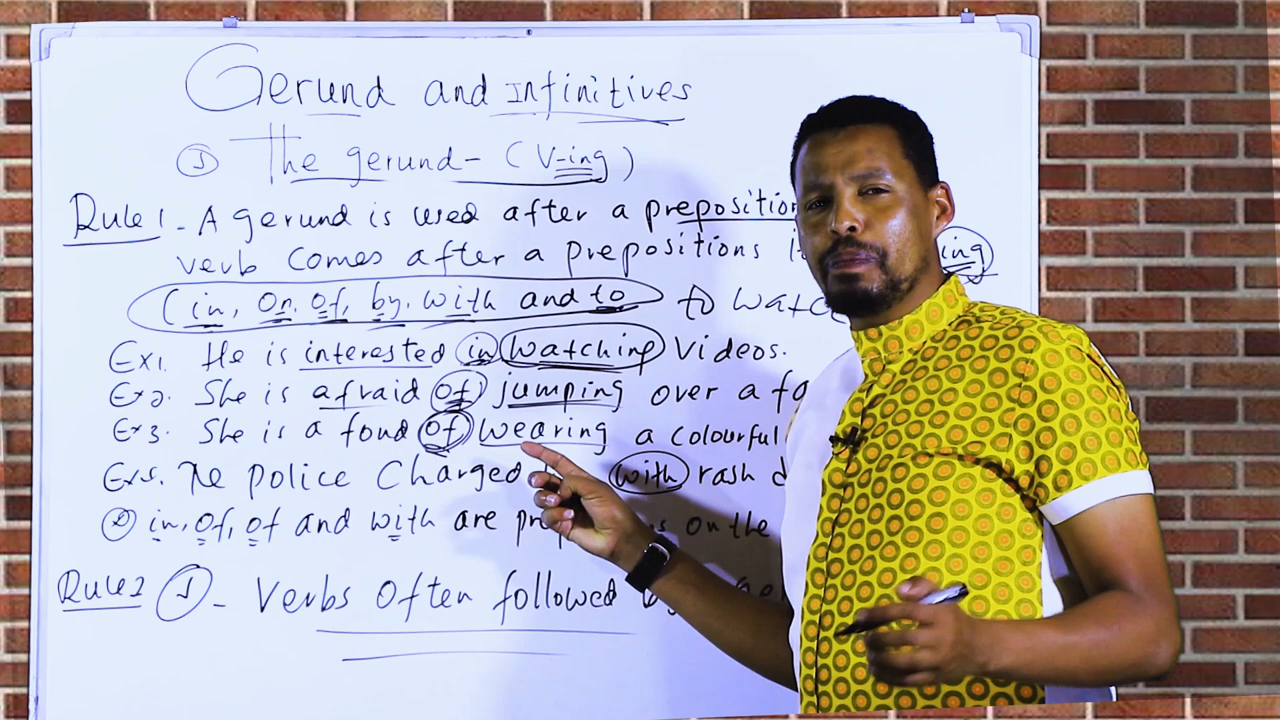 Gerund and Infinitives
① The gerund - (V-ing)
Rule 1 - A gerund is used after a preposition
verb comes after a prepositions ing
(in, on, of, by, with and to) to watch
Ex1. He is interested in watching Videos.
Ex2. She is afraid of jumping over a
Ex3. She is a fond of wearing a colourful
Ex5. The police Charged with rash
② in, of, of and with are on the
Rule 2 ① - Verbs often followed